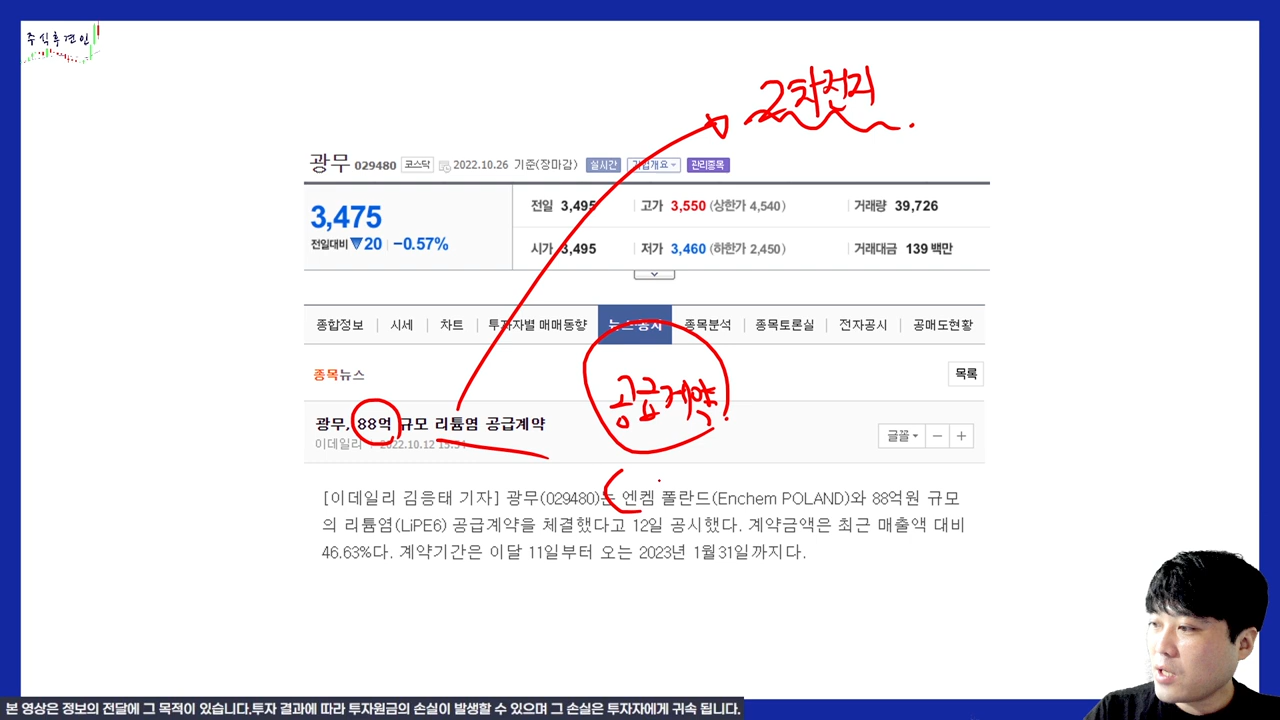 주식후견인
2차전지
광무 029480 코스닥 2022.10.26 기준(장마감) 실시간 기업개요 관리종목
3,475
전일대비 ▼20 -0.57%
전일 3,495 고가 3,550 (상한가 4,540) 거래량 39,726
시가 3,495 저가 3,460 (하한가 2,450) 거래대금 139 백만
종합정보 시세 차트 투자자별 매매동향 뉴스·공시 종목분석 종목토론실 전자공시 공매도현황
종목뉴스 목록
공급계약!
광무, 88억 규모 리튬염 공급계약
이데일리 2022.10.12 글꼴 - +
[이데일리 김응태 기자] 광무(029480)는 엔켐 폴란드(Enchem POLAND)와 88억원 규모
의 리튬염(LiPE6) 공급계약을 체결했다고 12일 공시했다. 계약금액은 최근 매출액 대비
46.63%다. 계약기간은 이달 11일부터 오는 2023년 1월31일까지다.
본 영상은 정보의 전달에 그 목적이 있습니다.투자 결과에 따라 투자원금의 손실이 발생할 수 있으며 그 손실은 투자자에게 귀속 됩니다.